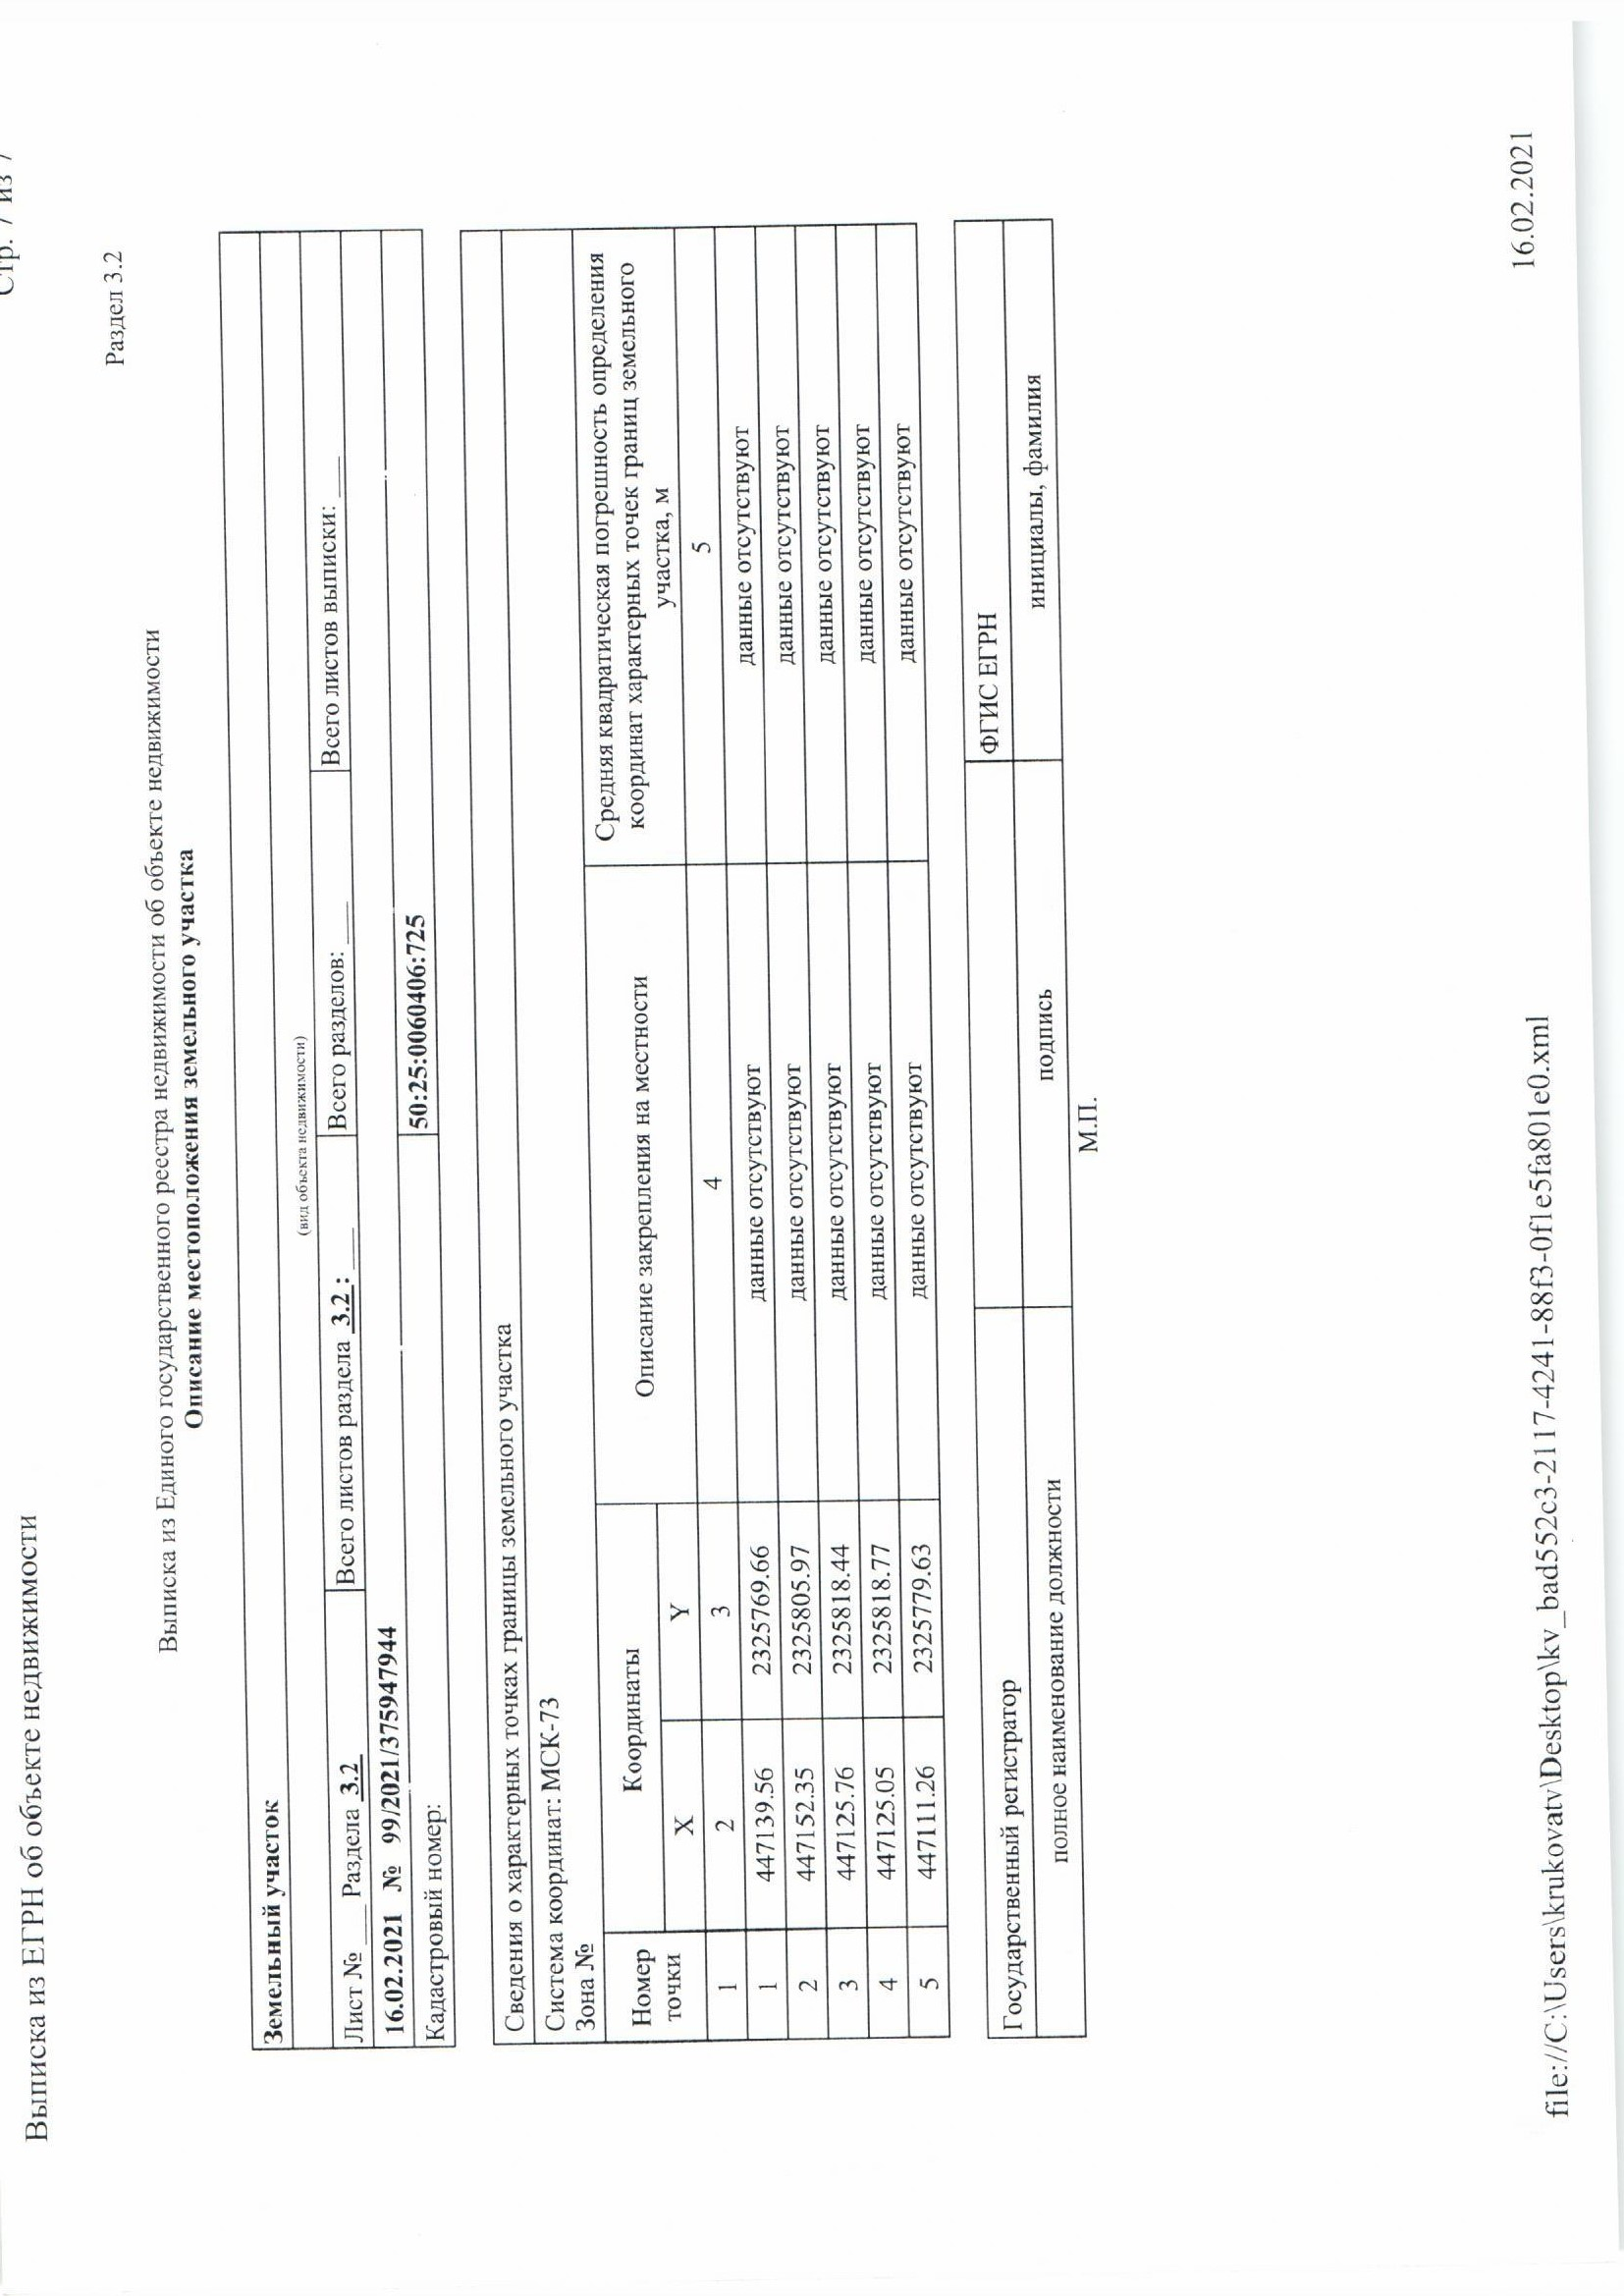 Выписка из ЕГРН об объекте недвижимости
Стр. 7 из 7
Раздел 3.2
Выписка из Единого государственного реестра недвижимости об объекте недвижимости
Описание местоположения земельного участка
Земельный участок
(вид объекта недвижимости)
Лист № ___ Раздела 3.2 Всего листов раздела 3.2 : ___ Всего разделов: ___ Всего листов выписки: ___
16.02.2021 № 99/2021/375947944
Кадастровый номер: 50:25:0060406:725
Сведения о характерных точках границы земельного участка
Система координат: МСК-73
Зона №
Номер точки Координаты Описание закрепления на местности Средняя квадратическая погрешность определения
координат характерных точек границ земельного
участка, м
X Y
1 2 3 4 5
1 447139.56 2325769.66 данные отсутствуют данные отсутствуют
2 447152.35 2325805.97 данные отсутствуют данные отсутствуют
3 447125.76 2325818.44 данные отсутствуют данные отсутствуют
4 447125.05 2325818.77 данные отсутствуют данные отсутствуют
5 447111.26 2325779.63 данные отсутствуют данные отсутствуют
Государственный регистратор ФГИС ЕГРН
полное наименование должности подпись инициалы, фамилия
М.П.
file://C:\Users\krukovatv\Desktop\kv_bad552c3-2117-4241-88f3-0f1e5fa801e0.xml 16.02.2021